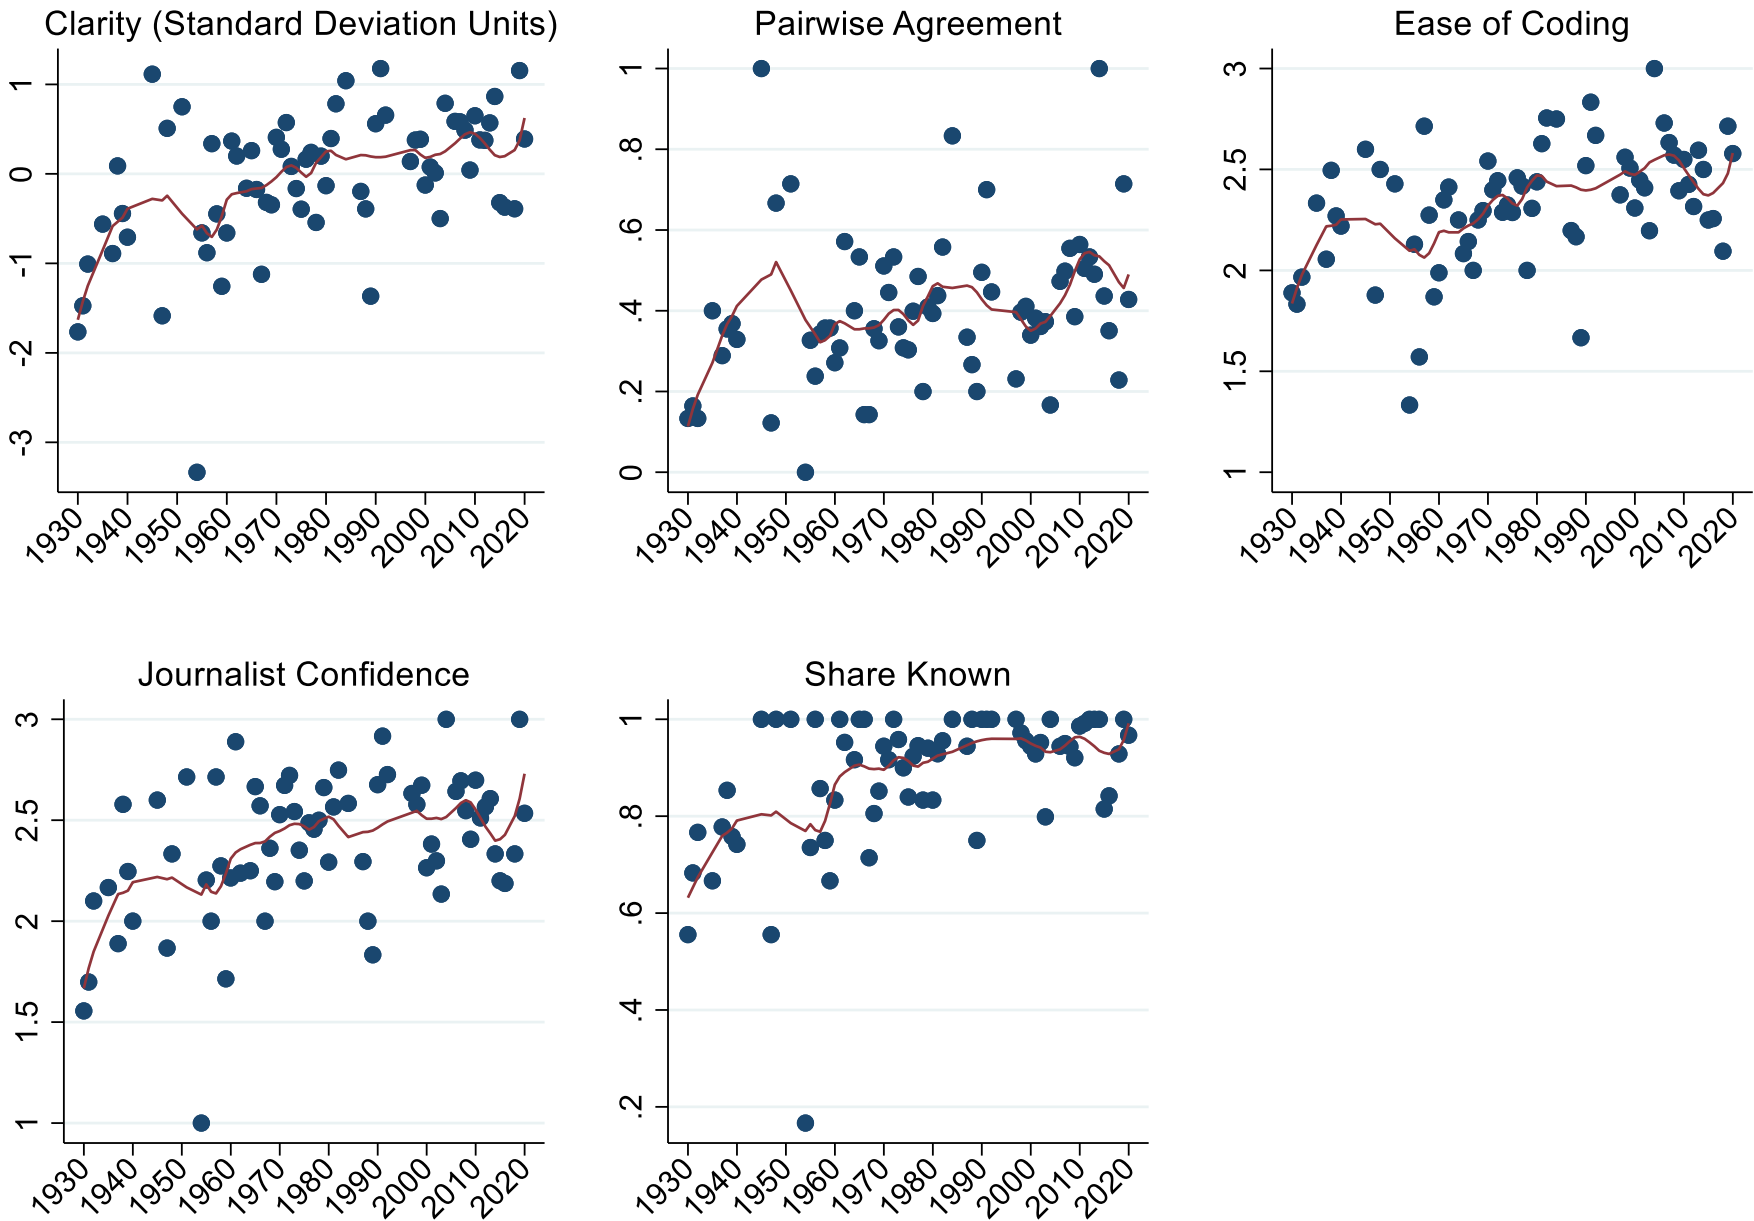 Clarity (Standard Deviation Units)
1
0
-1
-2
-3
1930 1940 1950 1960 1970 1980 1990 2000 2010 2020
Pairwise Agreement
1
.8
.6
.4
.2
0
1930 1940 1950 1960 1970 1980 1990 2000 2010 2020
Ease of Coding
3
2.5
2
1.5
1
1930 1940 1950 1960 1970 1980 1990 2000 2010 2020
Journalist Confidence
3
2.5
2
1.5
1
1930 1940 1950 1960 1970 1980 1990 2000 2010 2020
Share Known
1
.8
.6
.4
.2
1930 1940 1950 1960 1970 1980 1990 2000 2010 2020